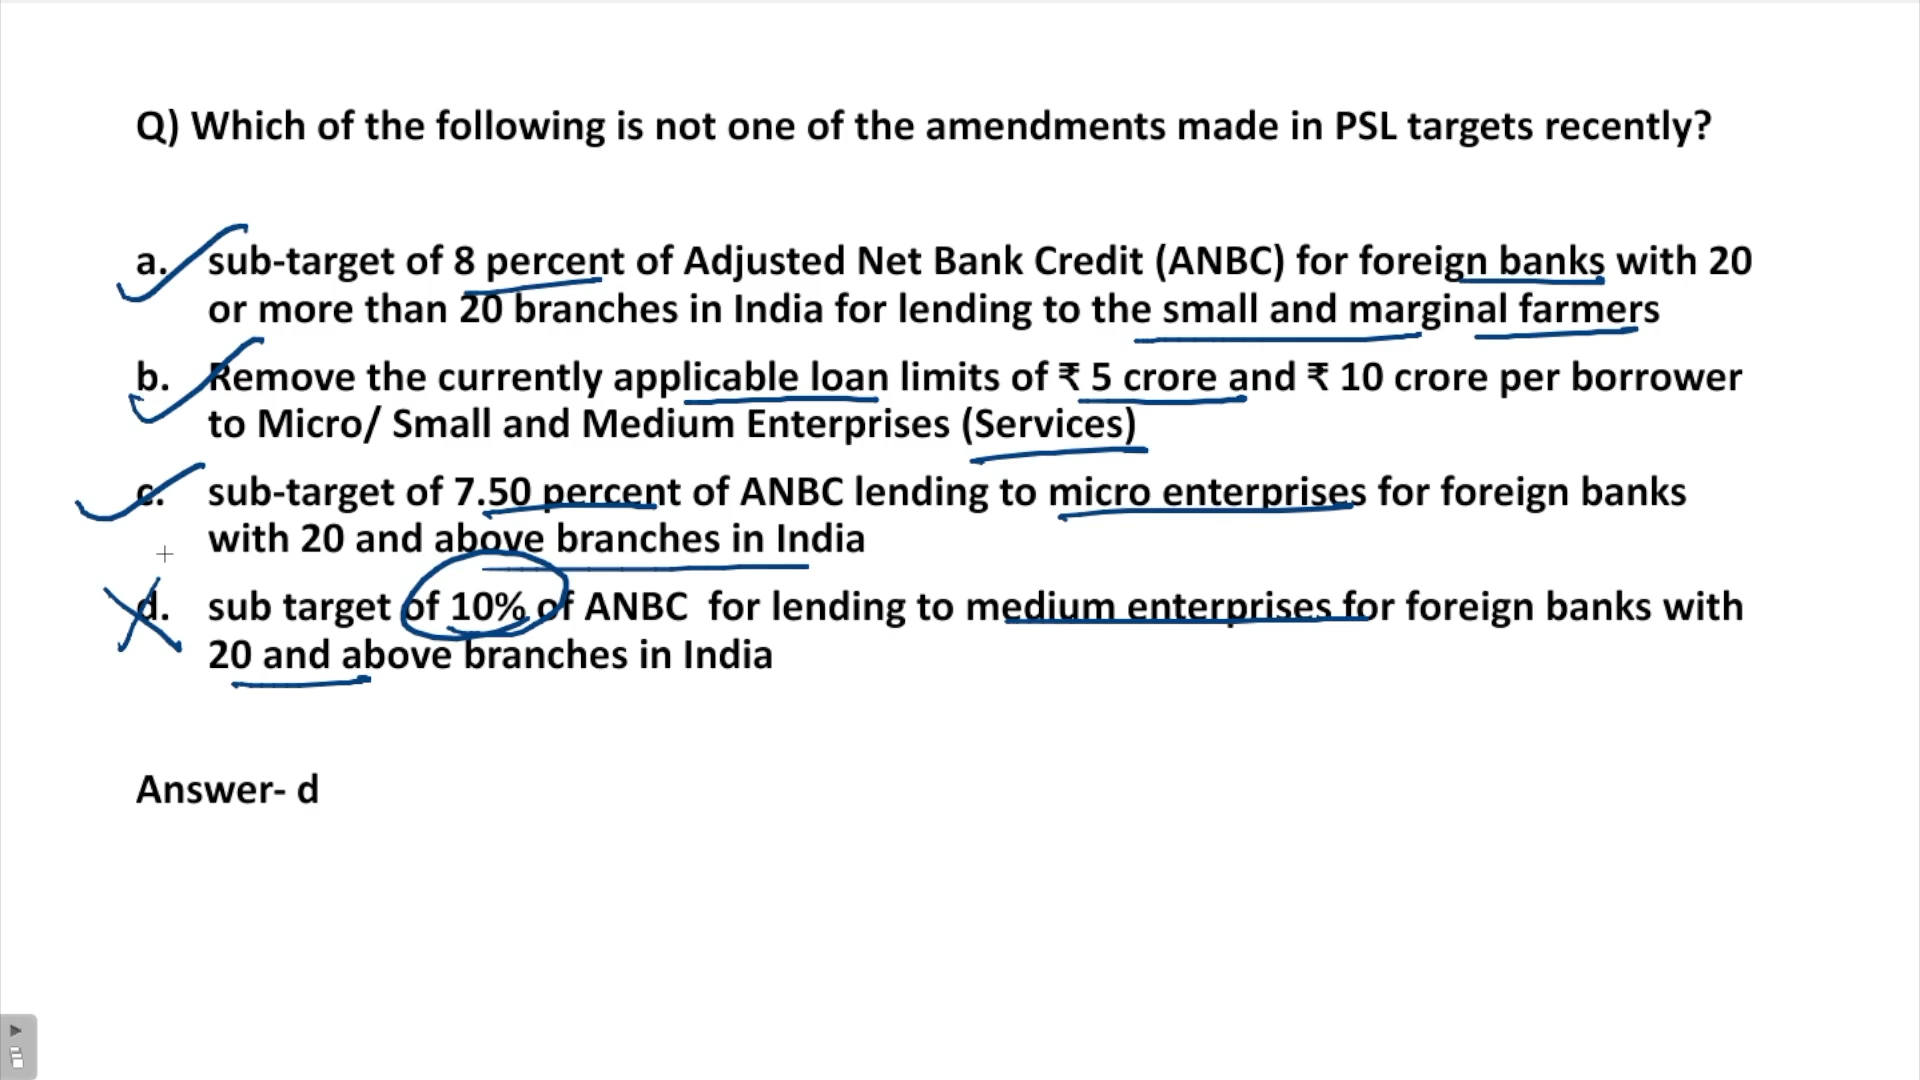 Q) Which of the following is not one of the amendments made in PSL targets recently?
a. sub-target of 8 percent of Adjusted Net Bank Credit (ANBC) for foreign banks with 20
or more than 20 branches in India for lending to the small and marginal farmers
b. Remove the currently applicable loan limits of ₹ 5 crore and ₹ 10 crore per borrower
to Micro/ Small and Medium Enterprises (Services)
c. sub-target of 7.50 percent of ANBC lending to micro enterprises for foreign banks
with 20 and above branches in India
d. sub target of 10% of ANBC for lending to medium enterprises for foreign banks with
20 and above branches in India
Answer- d